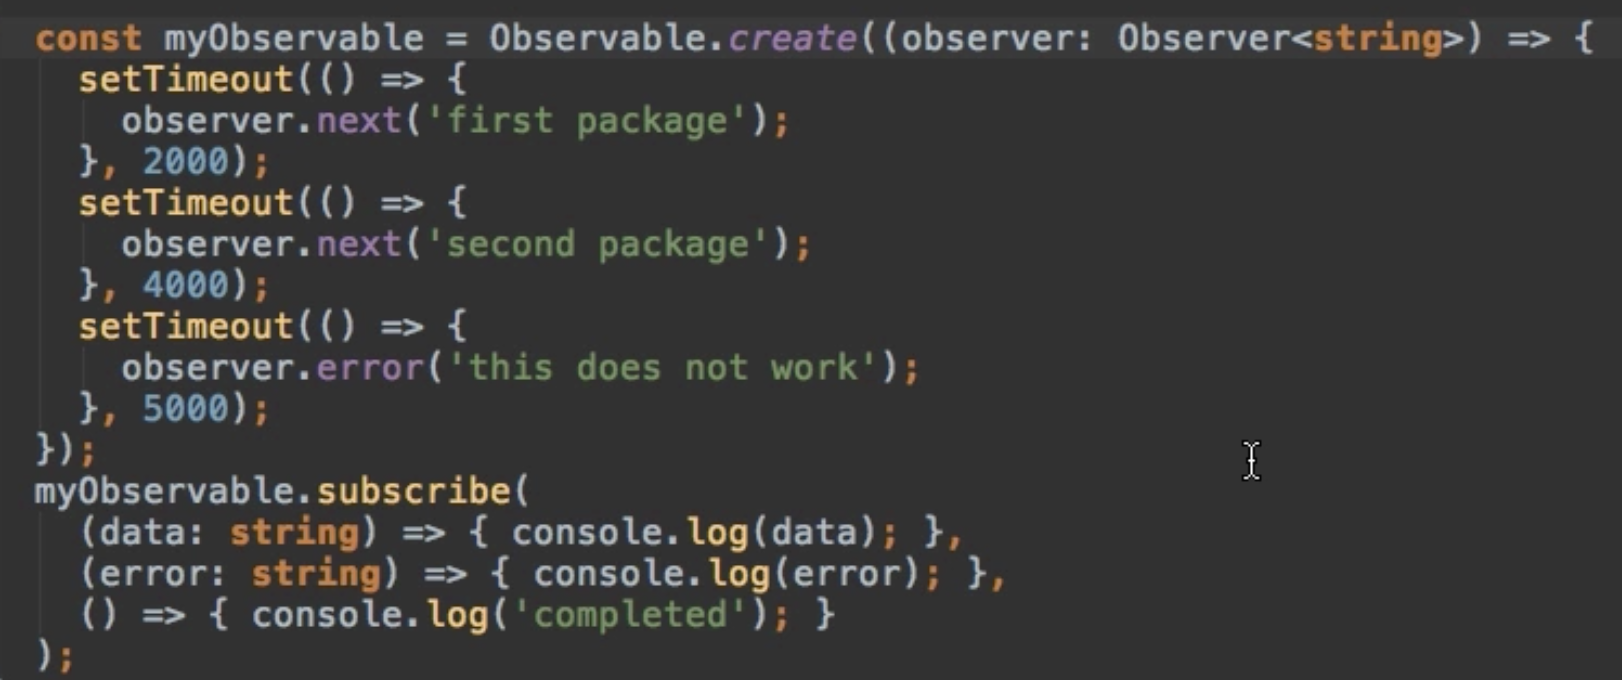 const myObservable = Observable.create((observer: Observer<string>) => {
  setTimeout(() => {
    observer.next('first package');
  }, 2000);
  setTimeout(() => {
    observer.next('second package');
  }, 4000);
  setTimeout(() => {
    observer.error('this does not work');
  }, 5000);
});
myObservable.subscribe(
  (data: string) => { console.log(data); },
  (error: string) => { console.log(error); },
  () => { console.log('completed'); }
);